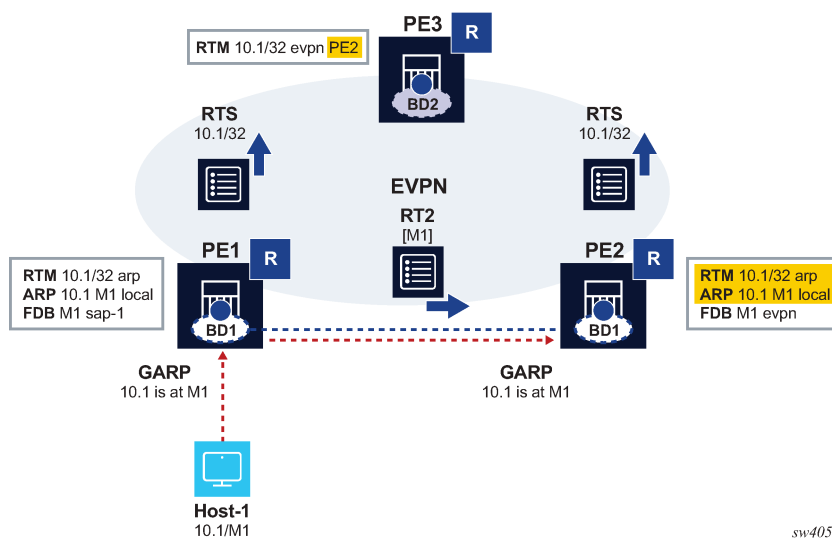 PE3
R
RTM 10.1/32 evpn PE2
BD2
RTS
10.1/32
RTS
10.1/32
EVPN
RT2
[M1]
PE1
R
PE2
R
RTM 10.1/32 arp
ARP 10.1 M1 local
FDB M1 sap-1
BD1
BD1
RTM 10.1/32 arp
ARP 10.1 M1 local
FDB M1 evpn
GARP
10.1 is at M1
GARP
10.1 is at M1
Host-1
10.1/M1
sw405